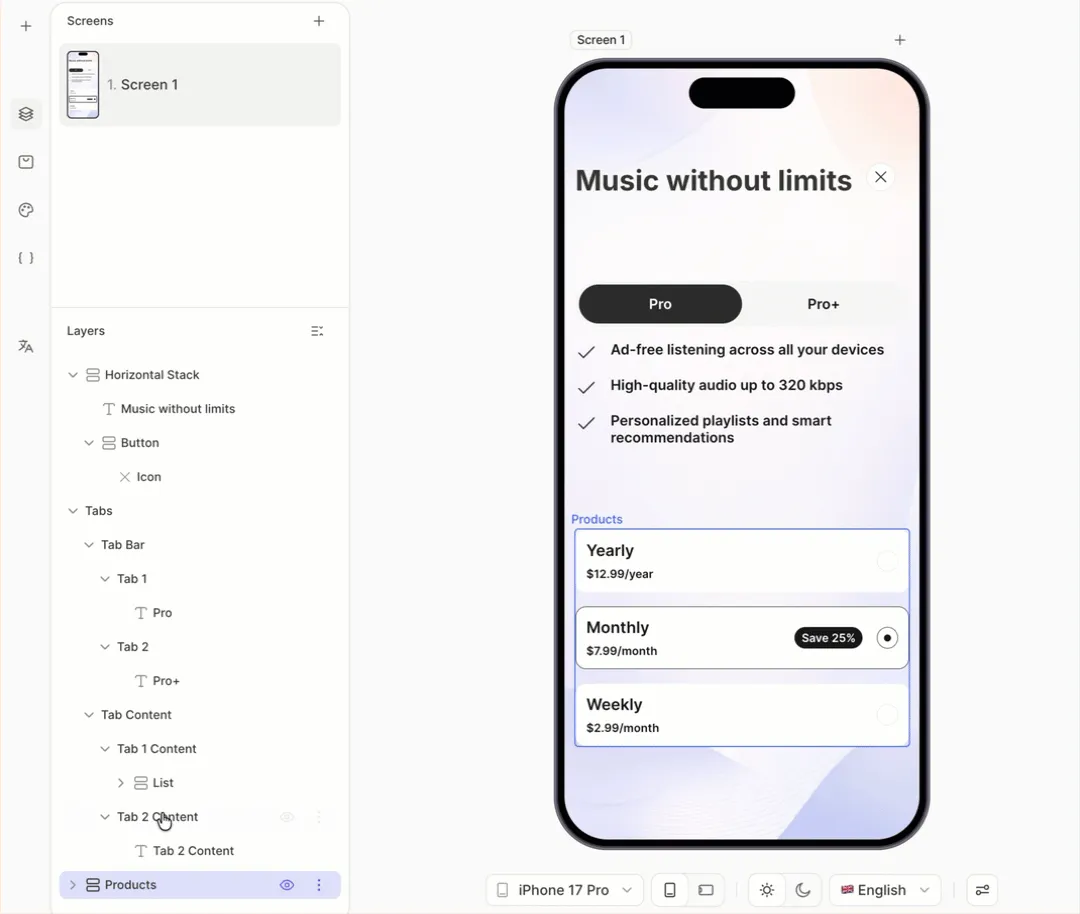 Screens
1. Screen 1
Layers
Horizontal Stack
Music without limits
Button
Icon
Tabs
Tab Bar
Tab 1
Pro
Tab 2
Pro+
Tab Content
Tab 1 Content
List
Tab 2 Content
Tab 2 Content
Products
Screen 1
Music without limits
Pro
Pro+
Ad-free listening across all your devices
High-quality audio up to 320 kbps
Personalized playlists and smart
recommendations
Products
Yearly
$12.99/year
Monthly
$7.99/month
Save 25%
Weekly
$2.99/month
iPhone 17 Pro
English